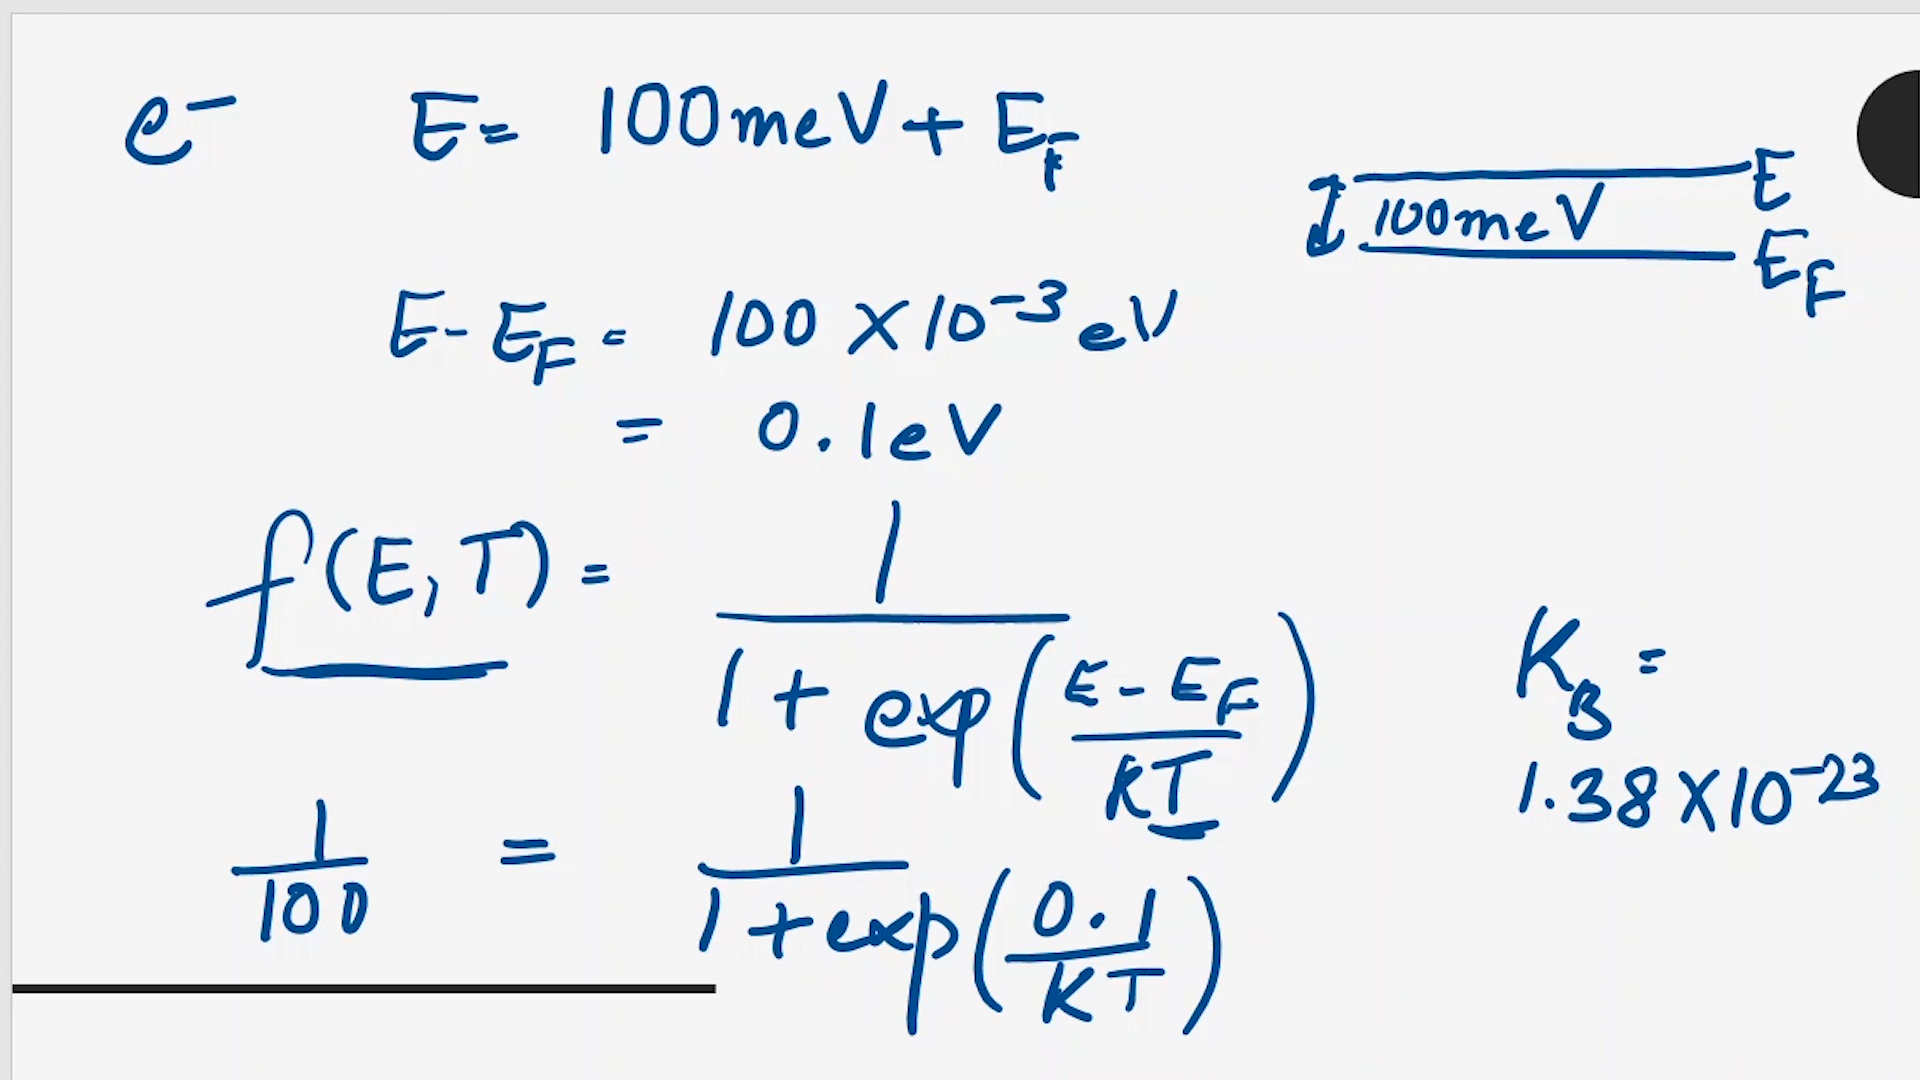 e⁻ E = 100meV + E_F
E
100meV
E_F
E - E_F = 100 × 10⁻³ eV
= 0.1eV
f(E, T) = 1 / (1 + exp((E - E_F) / KT))
K_B =
1.38 × 10⁻²³
1/100 = 1 / (1 + exp(0.1 / KT))